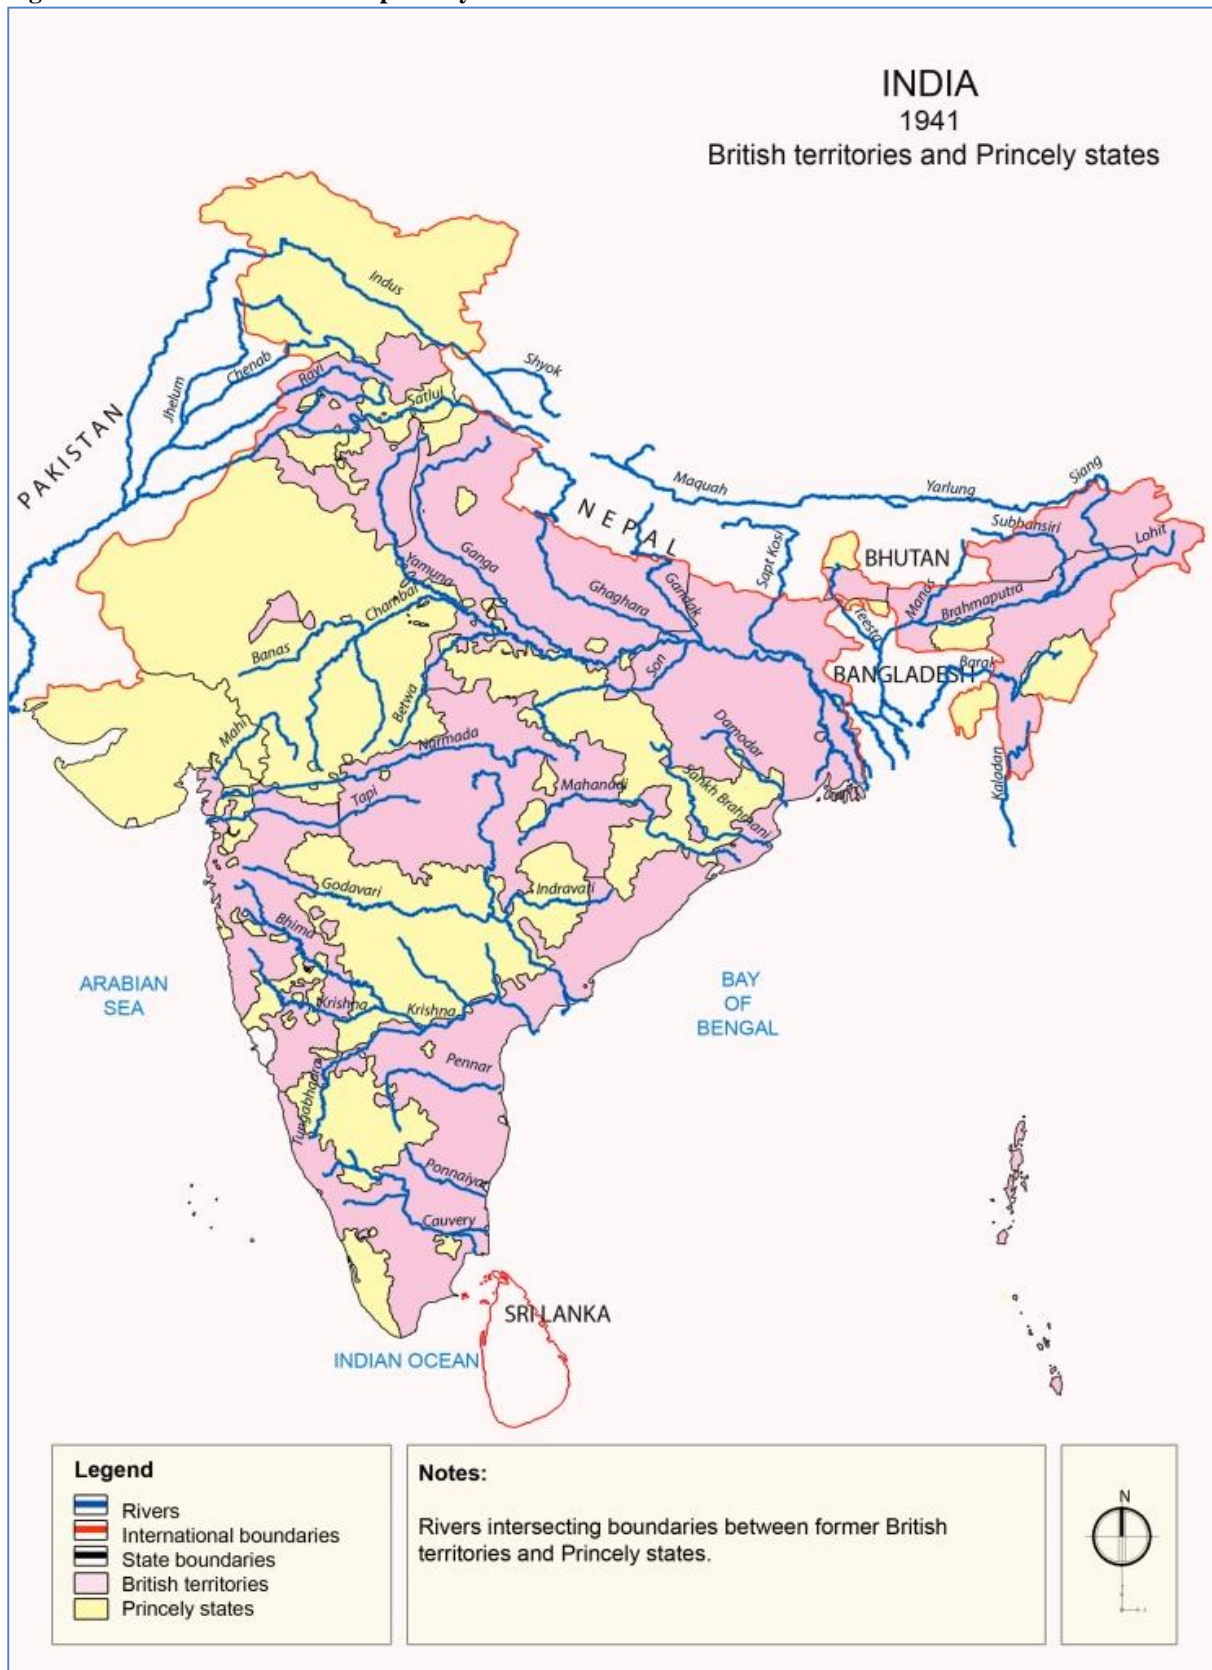 INDIA
1941
British territories and Princely states
Indus
Shyok
Chenab
Ravi
Jhelum
Satlul
PAKISTAN
Maquah
Yarlung
Siang
NEPAL
Subhansiri
Lohit
Sapt Kosi
BHUTAN
Ganga
Yamuna
Ghaghara
Gandak
Manas
Brahmaputra
Chambal
Teesta
Banas
Son
BANGLADESH
Barak
Betwa
Mahi
Narmada
Damodar
Tapi
Mahanadi
Sankh Brahmani
Kaladan
Godavari
Indravati
Bhima
ARABIAN
SEA
BAY
OF
BENGAL
Krishna
Krishna
Pennar
Tungabhadra
Ponnaiyar
Cauvery
SRI LANKA
INDIAN OCEAN
Legend
Rivers
International boundaries
State boundaries
British territories
Princely states
Notes:
Rivers intersecting boundaries between former British
territories and Princely states.
N